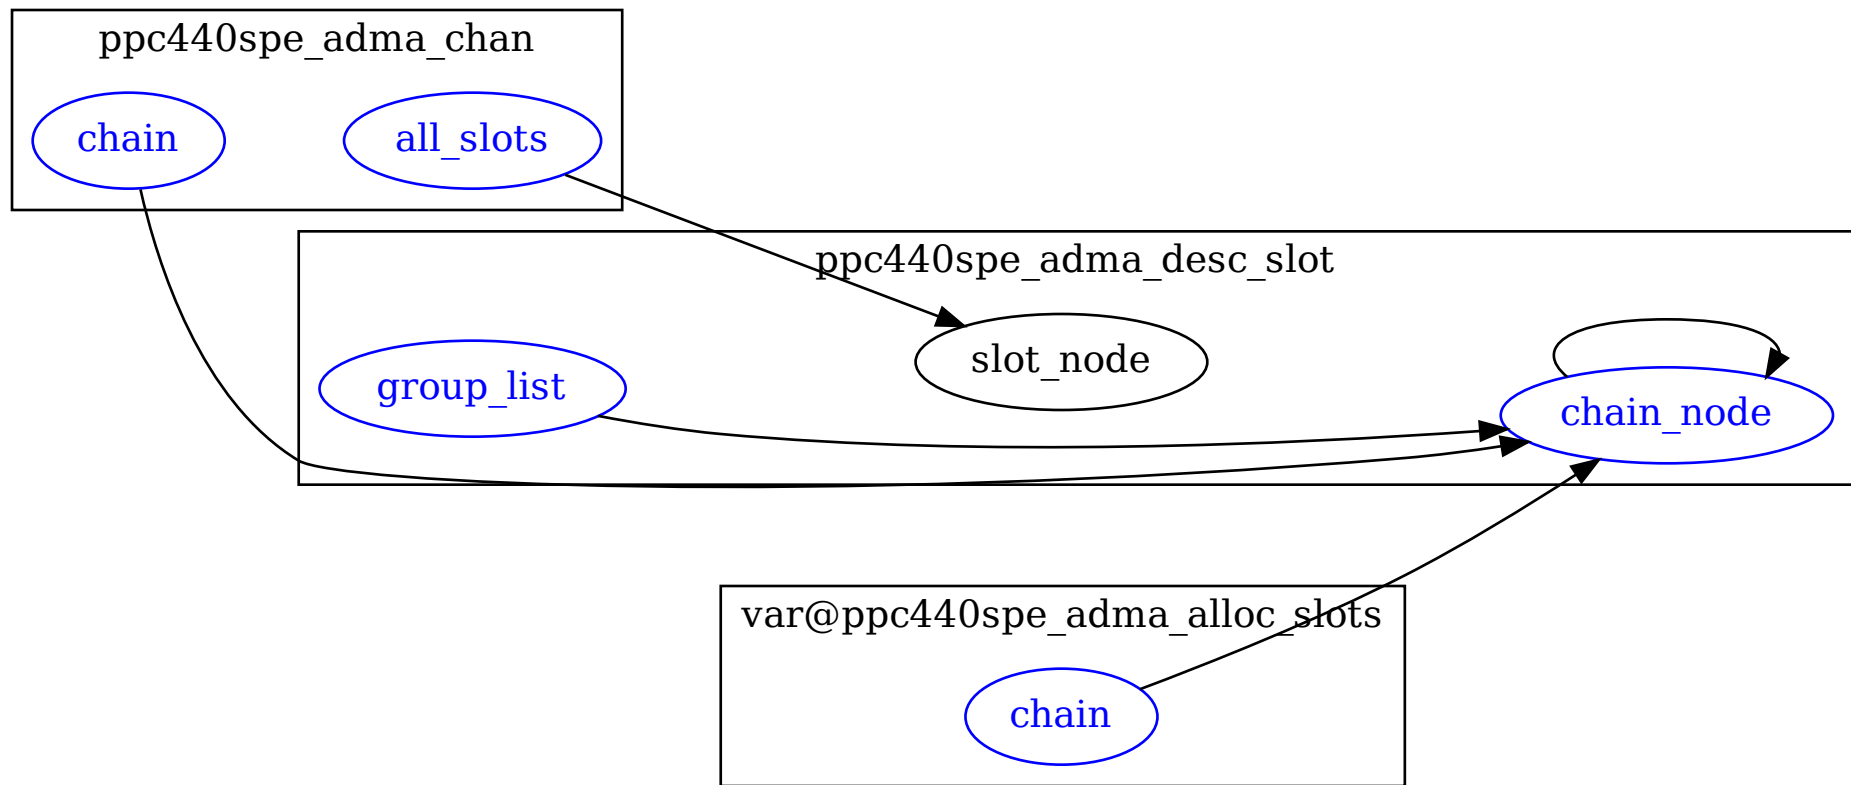 ppc440spe_adma_chan
chain
all_slots
ppc440spe_adma_desc_slot
slot_node
group_list
chain_node
var@ppc440spe_adma_alloc_slots
chain